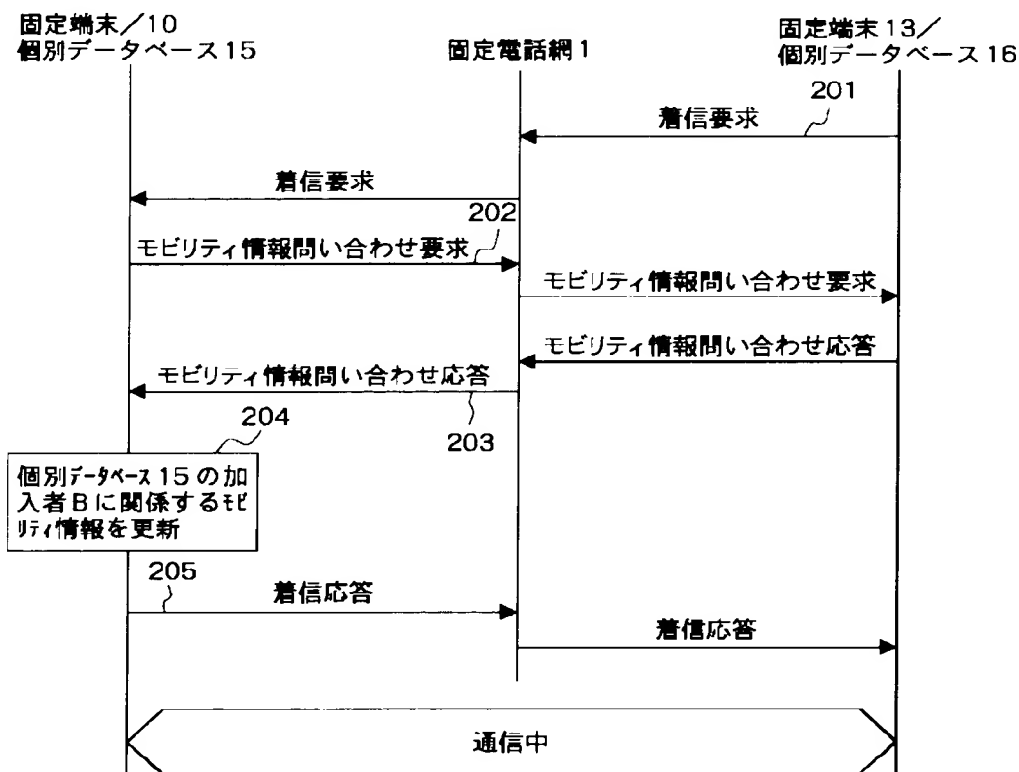 固定端末／10
個別データベース15
固定電話網1
固定端末13／
個別データベース16
201
着信要求
着信要求
202
モビリティ情報問い合わせ要求
モビリティ情報問い合わせ要求
モビリティ情報問い合わせ応答
モビリティ情報問い合わせ応答
203
204
個別ﾃﾞｰﾀﾍﾞｰｽ15の加
入者Bに関係するﾓﾋﾞ
ﾘﾃｨ情報を更新
205
着信応答
着信応答
通信中